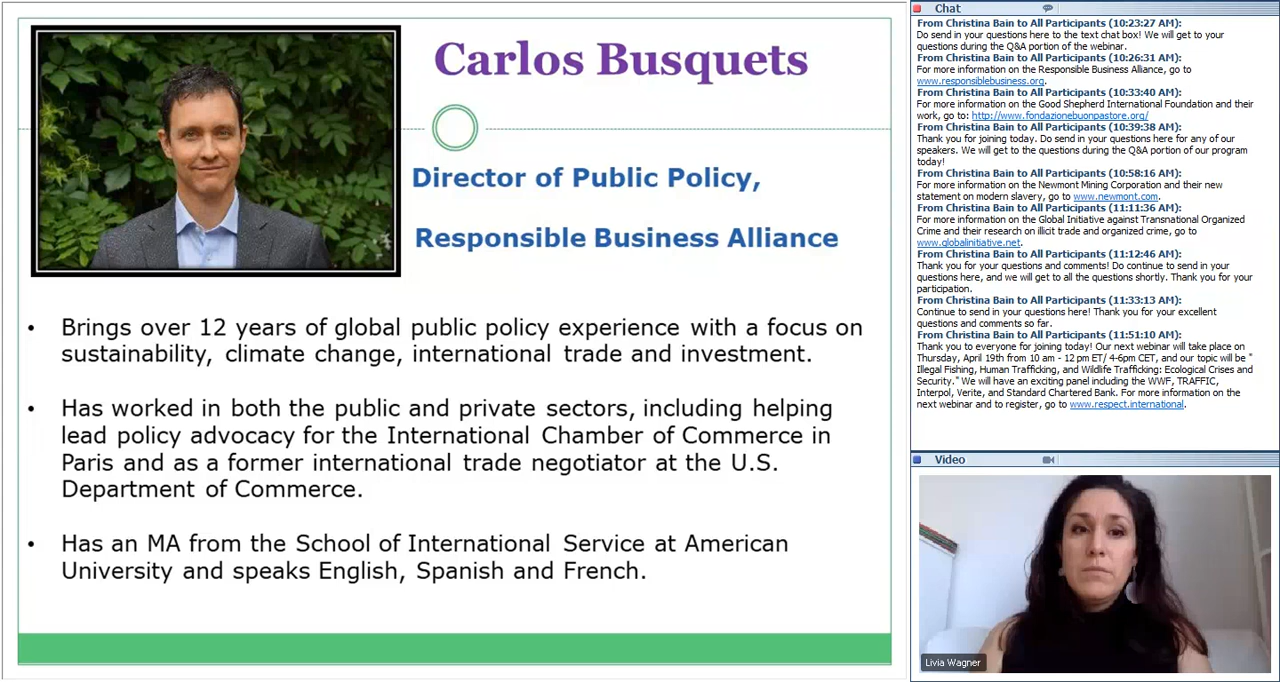 Carlos Busquets
Director of Public Policy,
Responsible Business Alliance
• Brings over 12 years of global public policy experience with a focus on
sustainability, climate change, international trade and investment.
• Has worked in both the public and private sectors, including helping
lead policy advocacy for the International Chamber of Commerce in
Paris and as a former international trade negotiator at the U.S.
Department of Commerce.
• Has an MA from the School of International Service at American
University and speaks English, Spanish and French.
Chat
From Christina Bain to All Participants (10:23:27 AM):
Do send in your questions here to the text chat box! We will get to your
questions during the Q&A portion of the webinar.
From Christina Bain to All Participants (10:26:31 AM):
For more information on the Responsible Business Alliance, go to
www.responsiblebusiness.org.
From Christina Bain to All Participants (10:33:40 AM):
For more information on the Good Shepherd International Foundation and their
work, go to: http://www.fondazionebuonpastore.org/
From Christina Bain to All Participants (10:39:38 AM):
Thank you for joining today. Do send in your questions here for any of our
speakers. We will get to the questions during the Q&A portion of our program
today!
From Christina Bain to All Participants (10:58:16 AM):
For more information on the Newmont Mining Corporation and their new
statement on modern slavery, go to www.newmont.com.
From Christina Bain to All Participants (11:11:36 AM):
For more information on the Global Initiative against Transnational Organized
Crime and their research on illicit trade and organized crime, go to
www.globalinitiative.net.
From Christina Bain to All Participants (11:12:46 AM):
Thank you for your questions and comments! Do continue to send in your
questions here, and we will get to all the questions shortly. Thank you for your
participation.
From Christina Bain to All Participants (11:33:13 AM):
Continue to send in your questions here! Thank you for your excellent
questions and comments so far.
From Christina Bain to All Participants (11:51:10 AM):
Thank you to everyone for joining today! Our next webinar will take place on
Thursday, April 19th from 10 am - 12 pm ET/ 4-6pm CET, and our topic will be "
Illegal Fishing, Human Trafficking, and Wildlife Trafficking: Ecological Crises and
Security." We will have an exciting panel including the WWF, TRAFFIC,
Interpol, Verite, and Standard Chartered Bank. For more information on the
next webinar and to register, go to www.respect.international.
Video
Livia Wagner